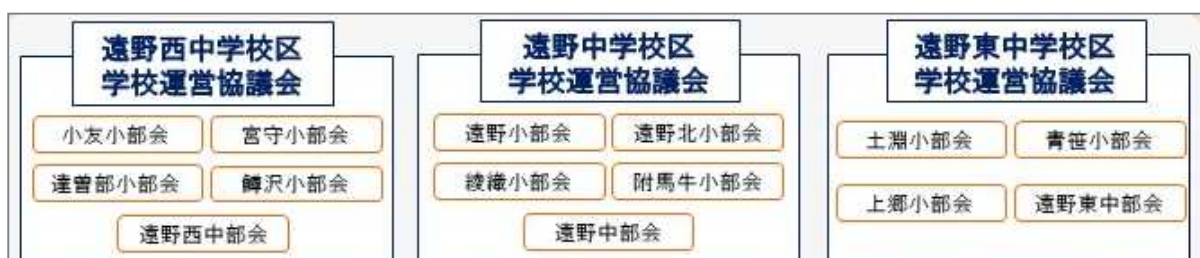 遠野西中学校区
学校運営協議会
小友小部会
宮守小部会
達曽部小部会
鱒沢小部会
遠野西中部会
遠野中学校区
学校運営協議会
遠野小部会
遠野北小部会
綾織小部会
附馬牛小部会
遠野中部会
遠野東中学校区
学校運営協議会
土淵小部会
青笹小部会
上郷小部会
遠野東中部会